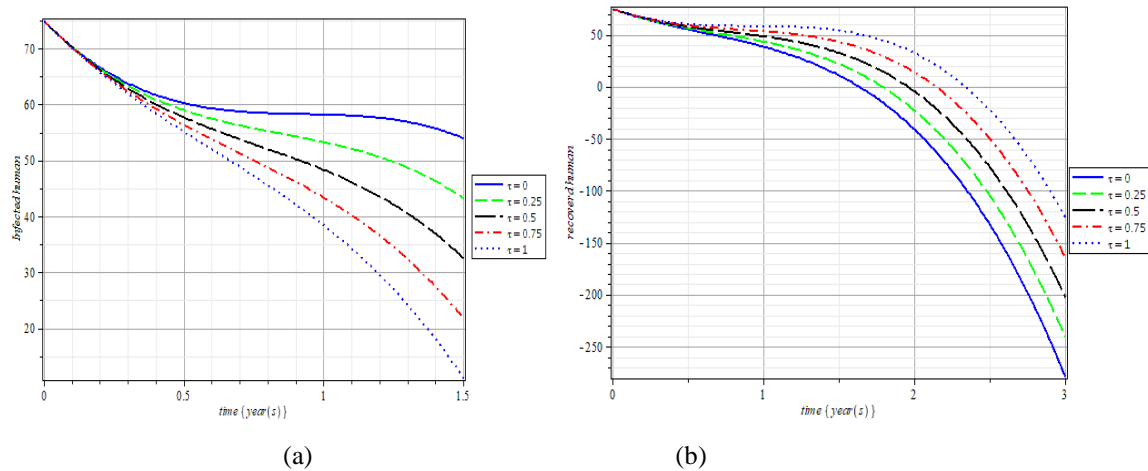 70
60
50
40
30
20
0
0.5
1
1.5
Infected human
time {year(s)}
τ = 0
τ = 0.25
τ = 0.5
τ = 0.75
τ = 1
(a)
50
0
-50
-100
-150
-200
-250
0
1
2
3
recoverd human
time {year(s)}
τ = 0
τ = 0.25
τ = 0.5
τ = 0.75
τ = 1
(b)